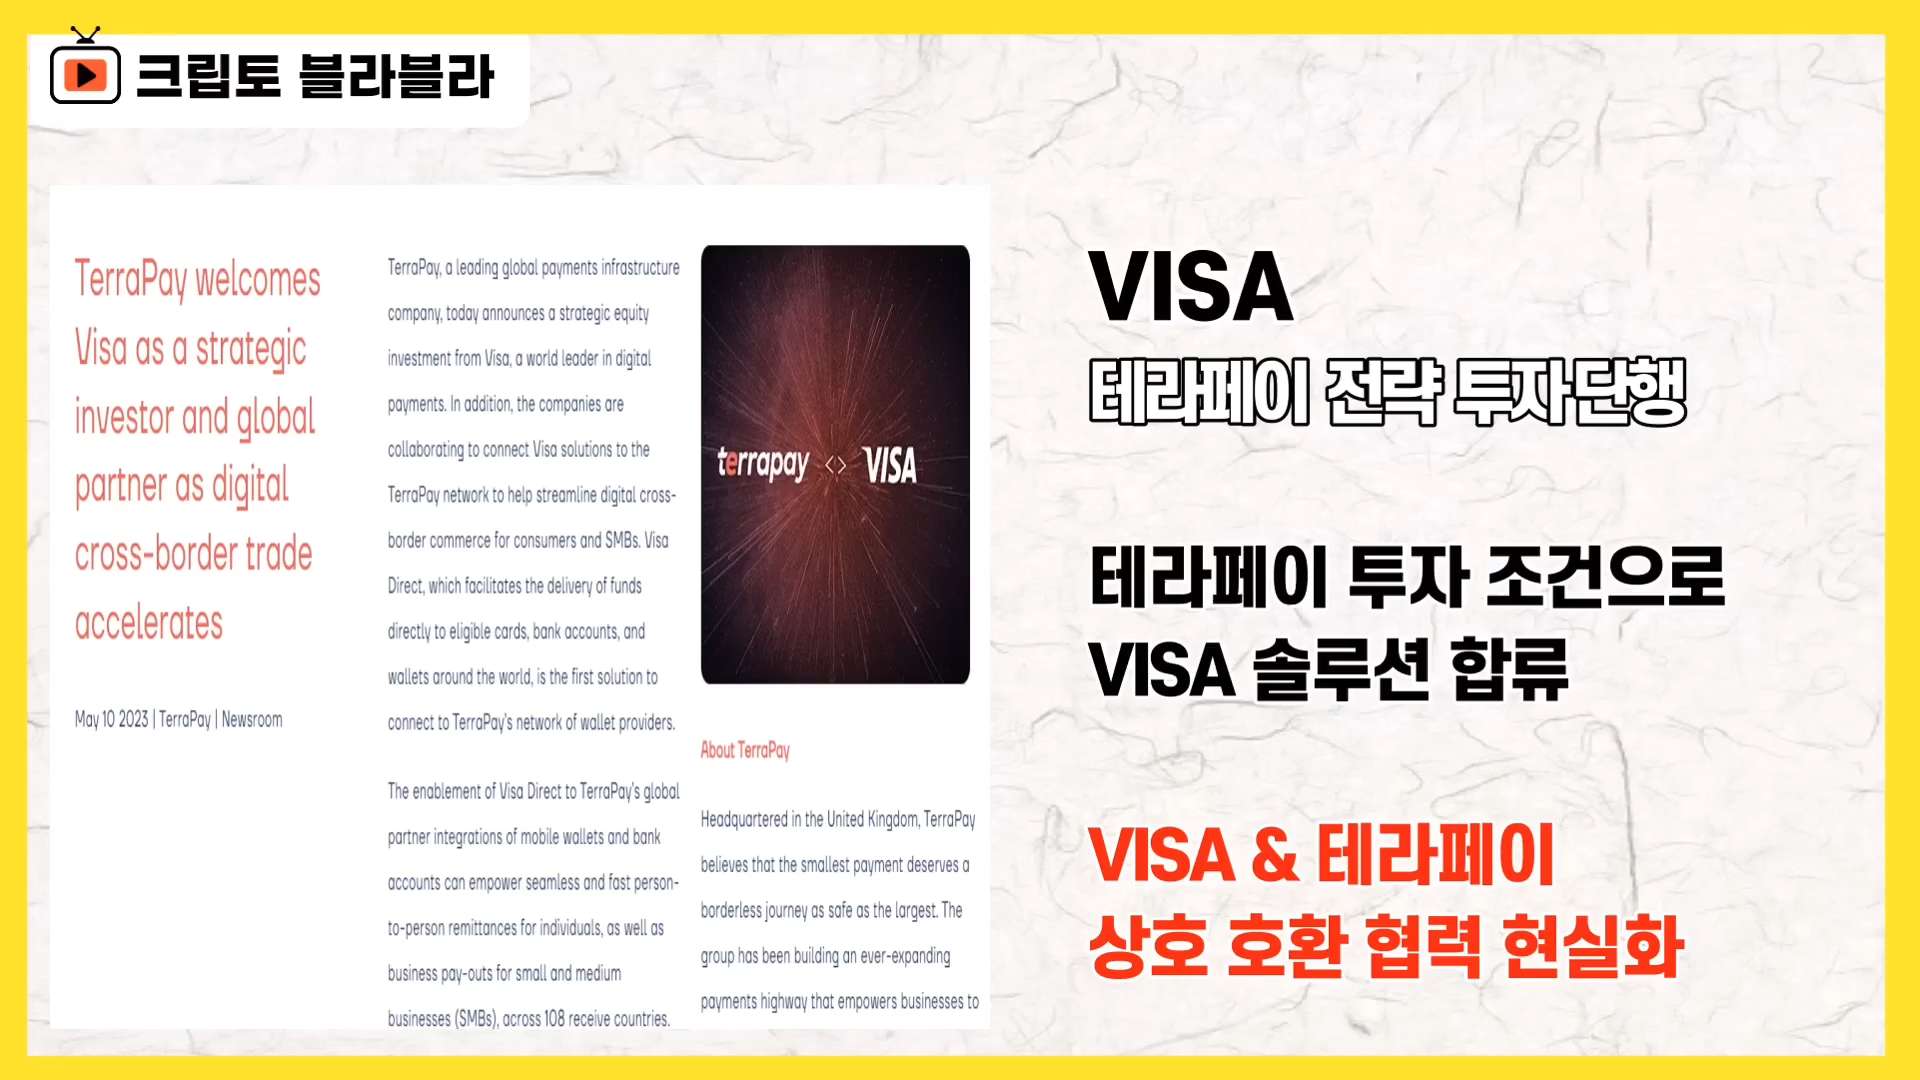 크립토 블라블라
TerraPay welcomes
Visa as a strategic
investor and global
partner as digital
cross-border trade
accelerates
May 10 2023 | TerraPay | Newsroom
TerraPay, a leading global payments infrastructure
company, today announces a strategic equity
investment from Visa, a world leader in digital
payments. In addition, the companies are
collaborating to connect Visa solutions to the
TerraPay network to help streamline digital cross-
border commerce for consumers and SMBs. Visa
Direct, which facilitates the delivery of funds
directly to eligible cards, bank accounts, and
wallets around the world, is the first solution to
connect to TerraPay's network of wallet providers.
The enablement of Visa Direct to TerraPay's global
partner integrations of mobile wallets and bank
accounts can empower seamless and fast person-
to-person remittances for individuals, as well as
business pay-outs for small and medium
businesses (SMBs), across 108 receive countries.
terrapay <> VISA
About TerraPay
Headquartered in the United Kingdom, TerraPay
believes that the smallest payment deserves a
borderless journey as safe as the largest. The
group has been building an ever-expanding
payments highway that empowers businesses to
VISA
테라페이 전략 투자단행
테라페이 투자 조건으로
VISA 솔루션 합류
VISA & 테라페이
상호 호환 협력 현실화